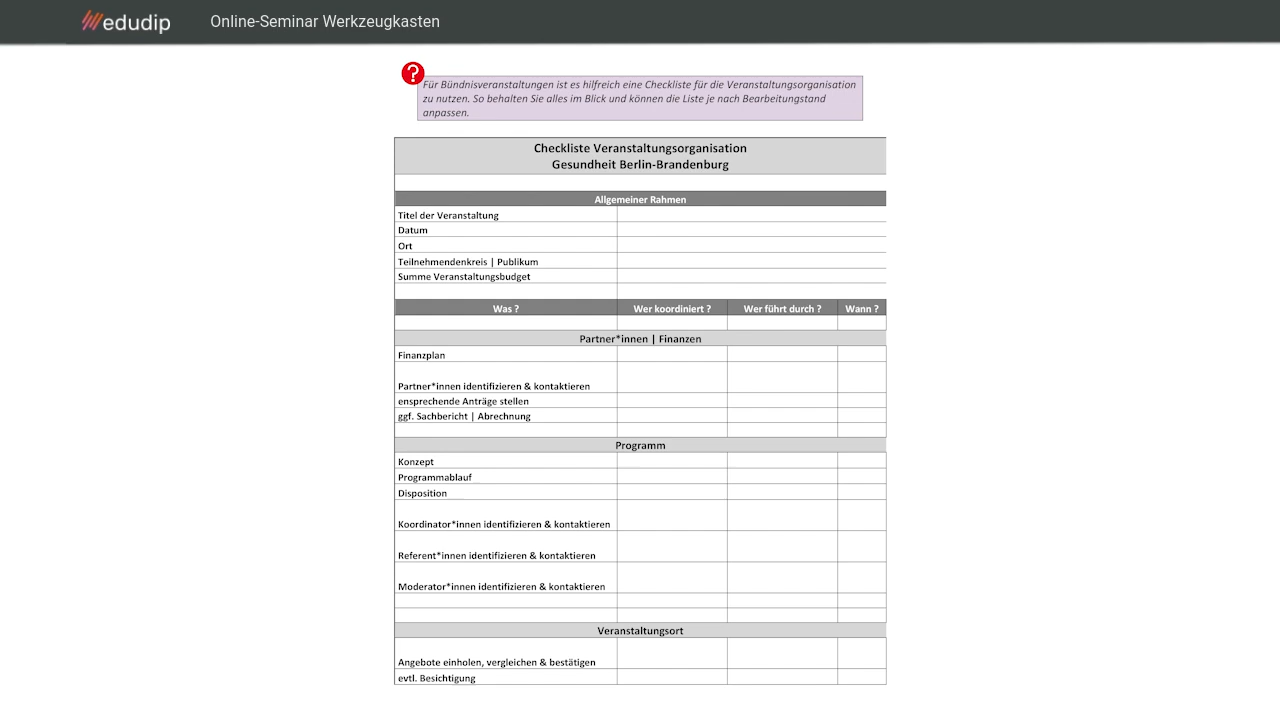 edudip
Online-Seminar Werkzeugkasten
?
Für Bündnisveranstaltungen ist es hilfreich eine Checkliste für die Veranstaltungsorganisation
zu nutzen. So behalten Sie alles im Blick und können die Liste je nach Bearbeitungstand
anpassen.
Checkliste Veranstaltungsorganisation
Gesundheit Berlin-Brandenburg
Allgemeiner Rahmen
Titel der Veranstaltung
Datum
Ort
Teilnehmendenkreis | Publikum
Summe Veranstaltungsbudget
Was ? Wer koordiniert ? Wer führt durch ? Wann ?
Partner*innen | Finanzen
Finanzplan
Partner*innen identifizieren & kontaktieren
ensprechende Anträge stellen
ggf. Sachbericht | Abrechnung
Programm
Konzept
Programmablauf
Disposition
Koordinator*innen identifizieren & kontaktieren
Referent*innen identifizieren & kontaktieren
Moderator*innen identifizieren & kontaktieren
Veranstaltungsort
Angebote einholen, vergleichen & bestätigen
evtl. Besichtigung